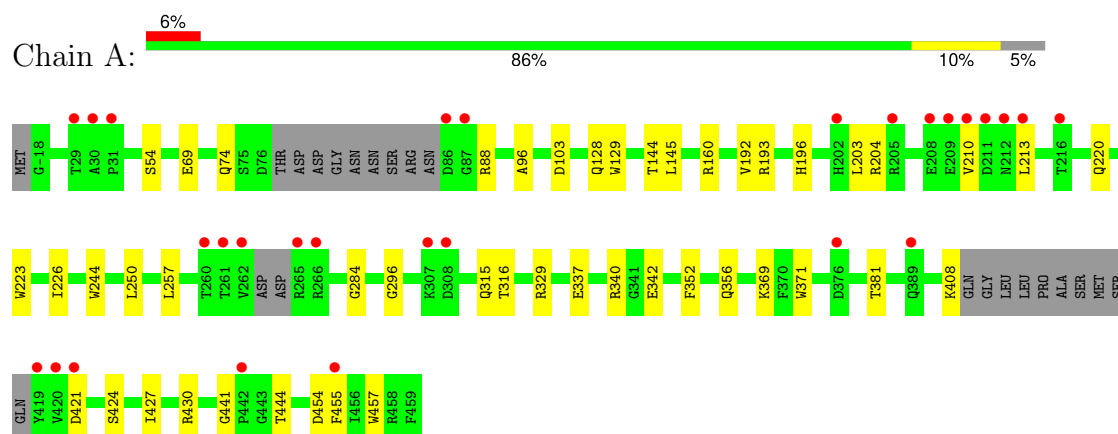 6%
Chain A:
86% 10% 5%
MET G-18 T29 A30 P31 S54 E69 Q74 S75 D76 THR ASP ASP GLY ASN ASN SER ARG ASN D86 G87 R88 A96 D103 Q128 W129 T144 L145 R160 V192 R193 H196 H202 L203 R204 R205 E208 E209 V210 D211 N212 L213 T216 Q220
W223 I226 W244 L250 L257 T260 T261 V262 ASP ASP R265 R266 G284 G296 K307 D308 Q315 T316 R329 E337 R340 G341 E342 F352 Q356 K369 F370 W371 D376 T381 Q389 K408 GLN GLY LEU LEU PRO ALA SER MET SER
GLN Y419 V420 D421 S424 I427 R430 G441 P442 G443 T444 D454 F455 I456 W457 R458 F459